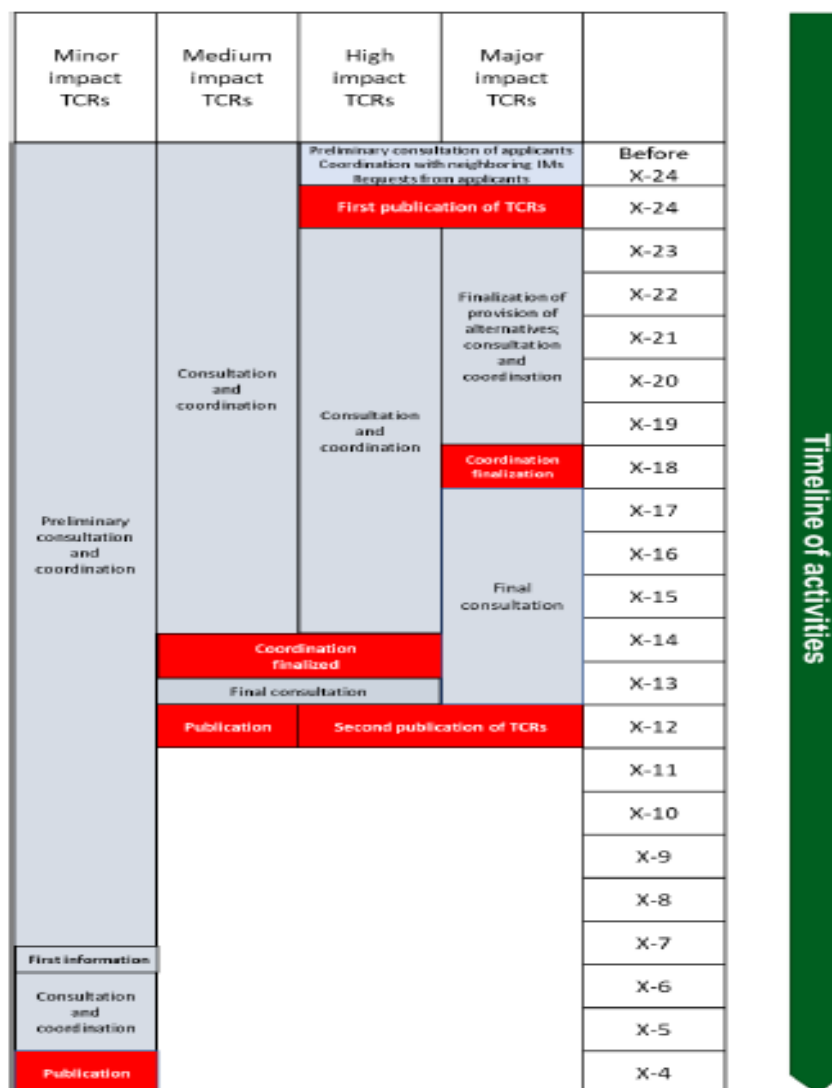 Minor
impact
TCRs
Medium
impact
TCRs
High
impact
TCRs
Major
impact
TCRs
Preliminary consultation of applicants
Coordination with neighboring IMs
Requests from applicants
Before
X-24
First publication of TCRs
X-24
X-23
X-22
X-21
X-20
X-19
X-18
X-17
X-16
X-15
X-14
X-13
X-12
X-11
X-10
X-9
X-8
X-7
X-6
X-5
X-4
Finalization of
provision of
alternatives;
consultation
and
coordination
Consultation
and
coordination
Consultation
and
coordination
Coordination
finalization
Preliminary
consultation
and
coordination
Final
consultation
Coordination
finalized
Final consultation
Publication
Second publication of TCRs
First information
Consultation
and
coordination
Publication
Timeline of activities